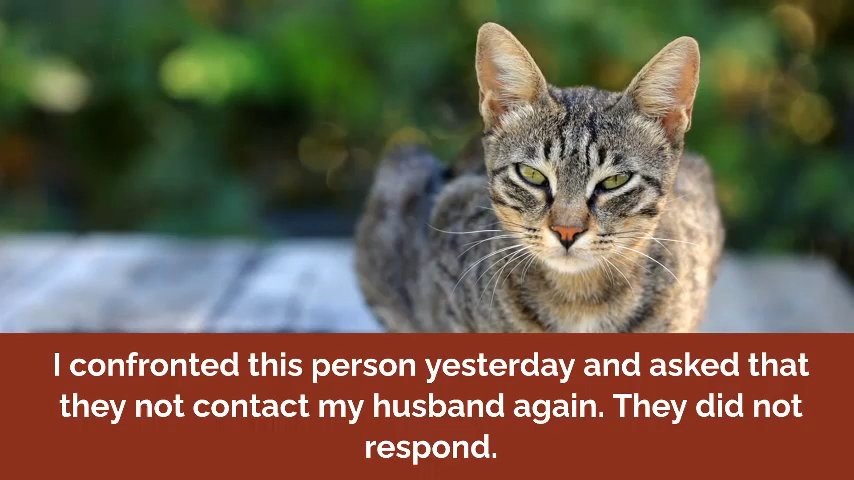 I confronted this person yesterday and asked that
they not contact my husband again. They did not
respond.